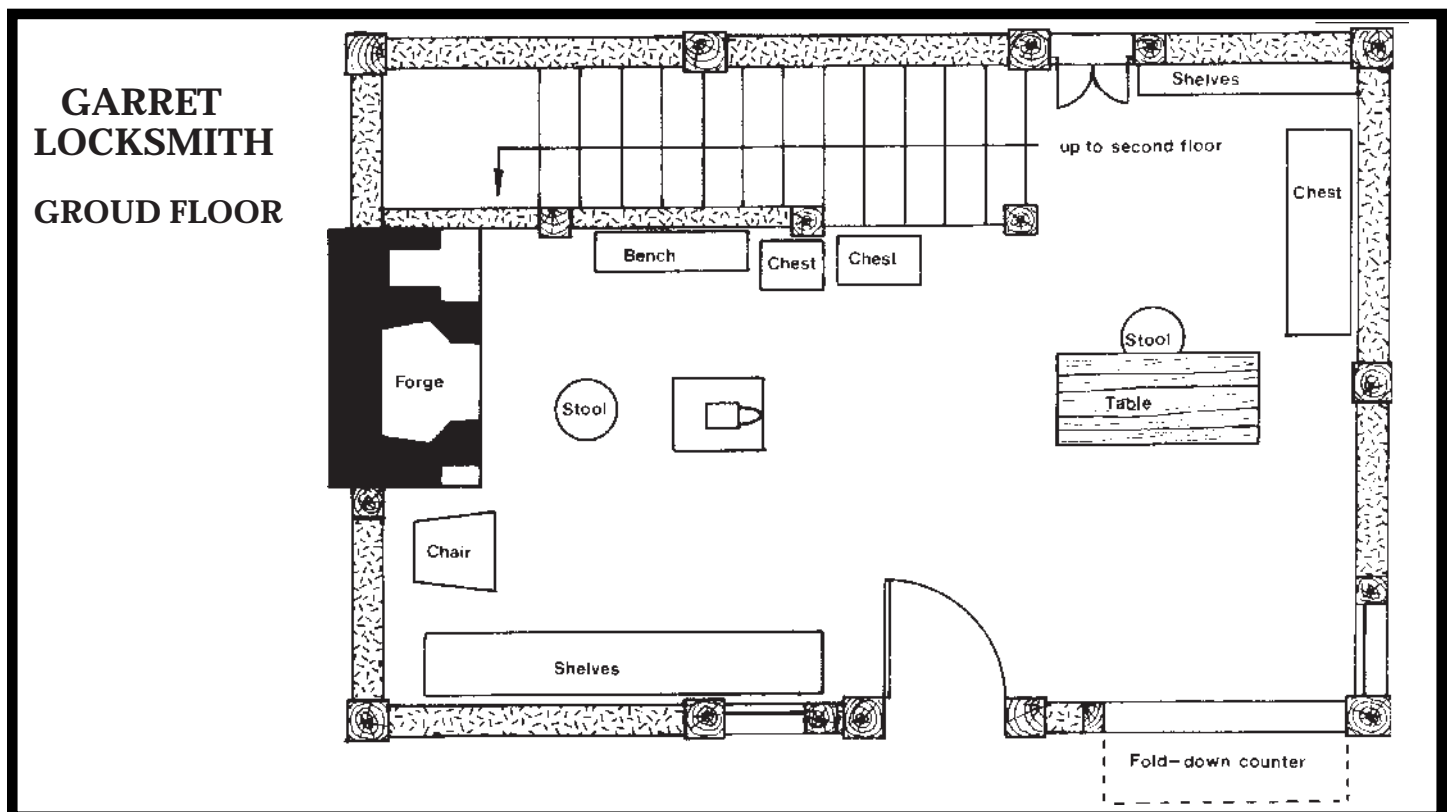 GARRET
LOCKSMITH
GROUD FLOOR
Shelves
up to second floor
Chest
Bench
Chest
Chest
Stool
Forge
Stool
Table
Chair
Shelves
Fold-down counter